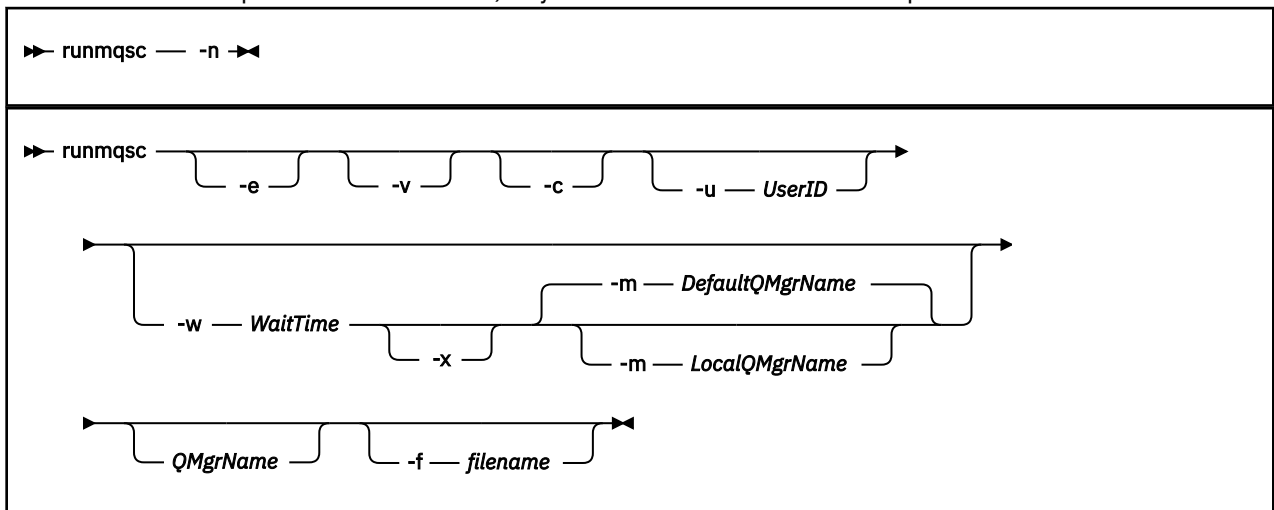 runmqsc -n
runmqsc
-e -v -c -u UserID
-m DefaultQMgrName
-w WaitTime
-x -m LocalQMgrName
QMgrName -f filename